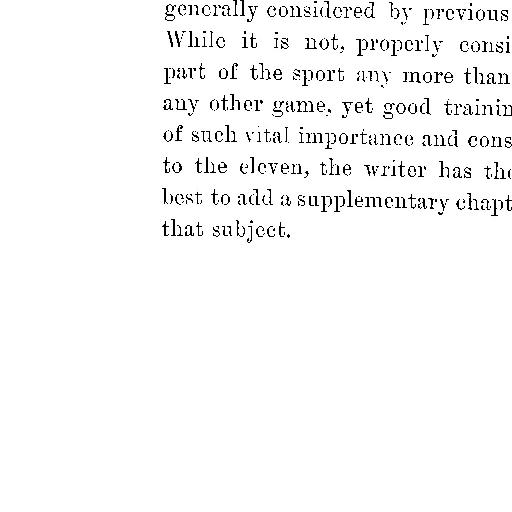 generally considered by previous
While it is not, properly consi
part of the sport any more than
any other game, yet good trainin
of such vital importance and cons
to the eleven, the writer has the
best to add a supplementary chapt
that subject.